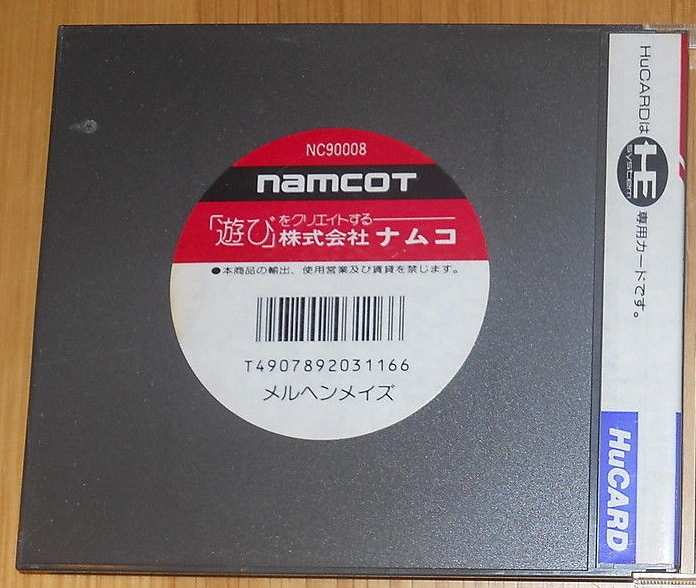 NC90008
namcot
「遊び」をクリエイトする
株式会社 ナムコ
●本商品の輸出、使用営業及び賃貸を禁じます。
T4907892031166
メルヘンメイズ
HuCARDは HE SYSTEM 専用カードです。
HuCARD